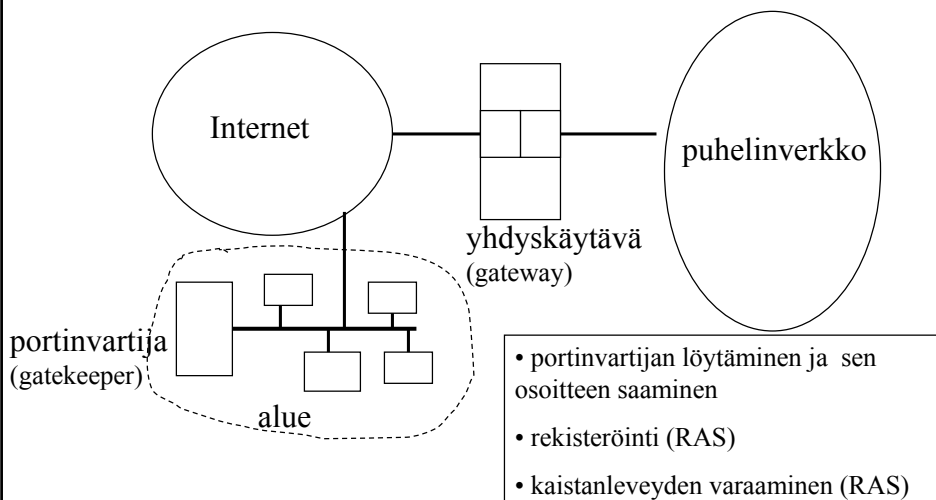 Internet
puhelinverkko
yhdyskäytävä
(gateway)
portinvartija
(gatekeeper)
alue
• portinvartijan löytäminen ja sen
osoitteen saaminen
• rekisteröinti (RAS)
• kaistanleveyden varaaminen (RAS)